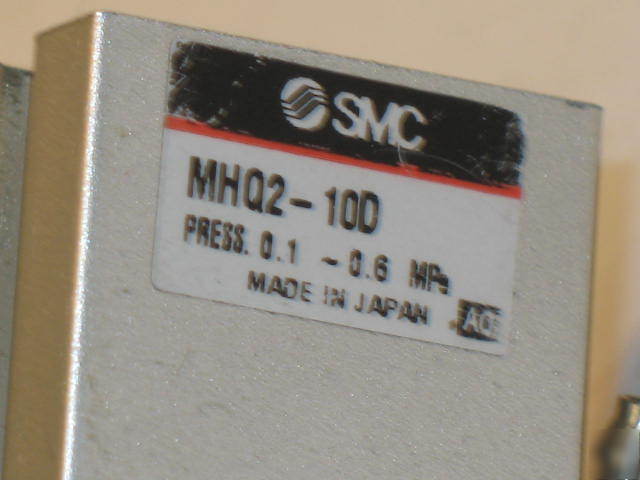 SMC
MHQ2-10D
PRESS. 0.1 ~0.6 MPa
MADE IN JAPAN